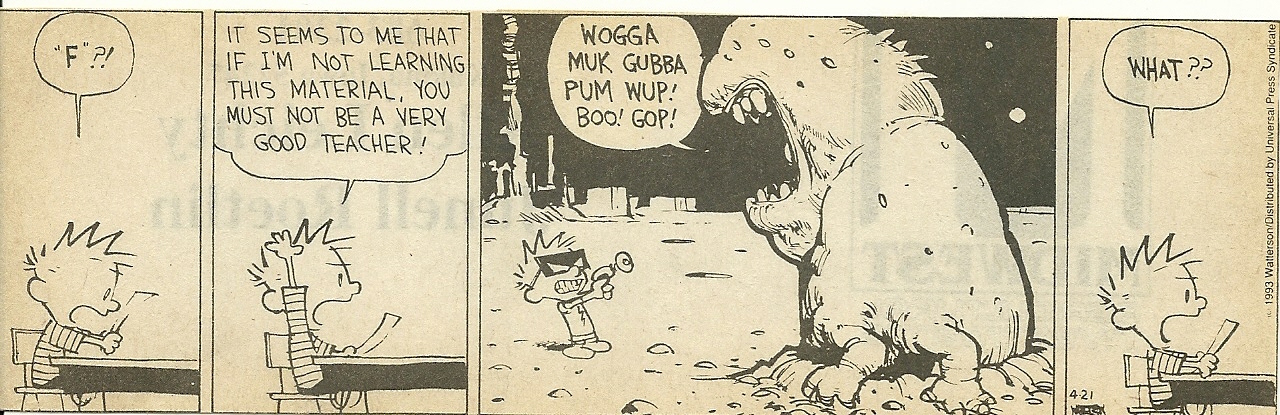 "F"?!
IT SEEMS TO ME THAT
IF I'M NOT LEARNING
THIS MATERIAL, YOU
MUST NOT BE A VERY
GOOD TEACHER!
WOGGA
MUK GUBBA
PUM WUP!
BOO! GOP!
WHAT??
4-21
© 1993 Watterson/Distributed by Universal Press Syndicate